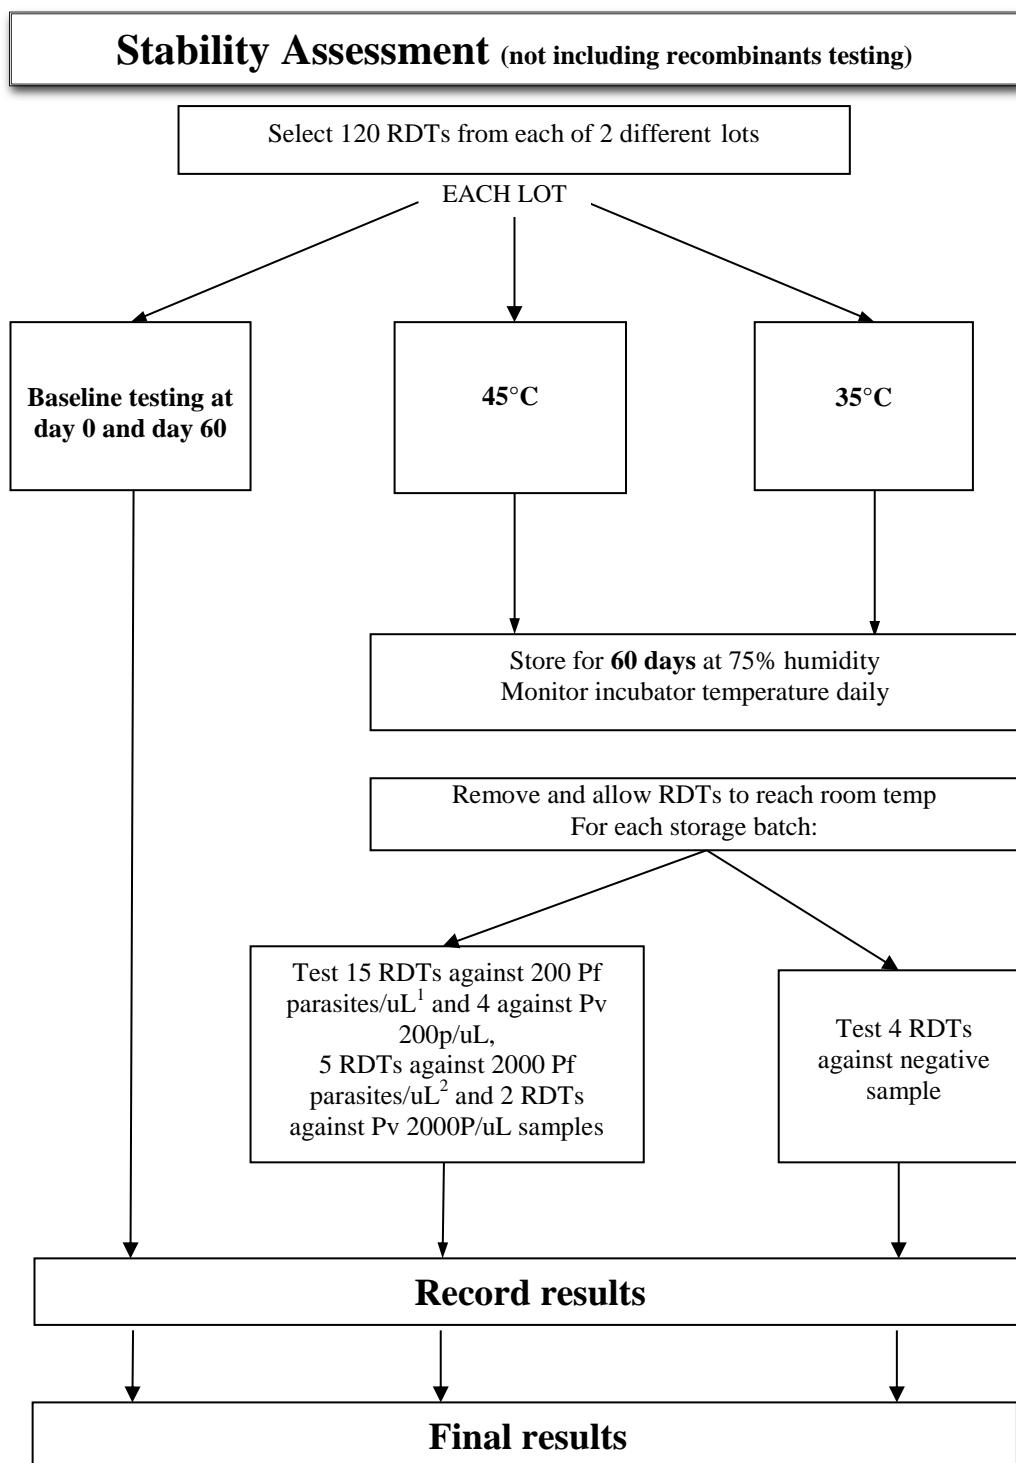 Stability Assessment (not including recombinants testing)
Select 120 RDTs from each of 2 different lots
EACH LOT
Baseline testing at
day 0 and day 60
45°C
35°C
Store for 60 days at 75% humidity
Monitor incubator temperature daily
Remove and allow RDTs to reach room temp
For each storage batch:
Test 15 RDTs against 200 Pf
parasites/uL¹ and 4 against Pv
200p/uL,
5 RDTs against 2000 Pf
parasites/uL² and 2 RDTs
against Pv 2000P/uL samples
Test 4 RDTs
against negative
sample
Record results
Final results